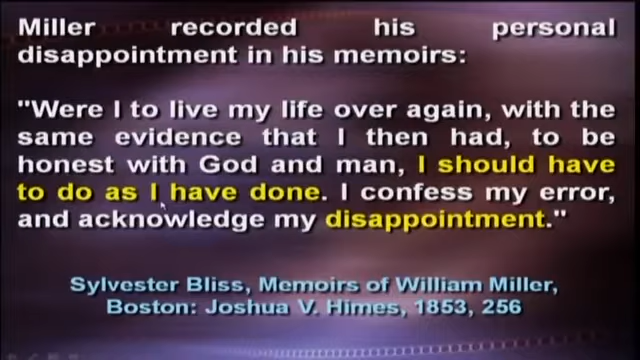 Miller recorded his personal
disappointment in his memoirs:
"Were I to live my life over again, with the
same evidence that I then had, to be
honest with God and man, I should have
to do as I have done. I confess my error,
and acknowledge my disappointment."
Sylvester Bliss, Memoirs of William Miller,
Boston: Joshua V. Himes, 1853, 256